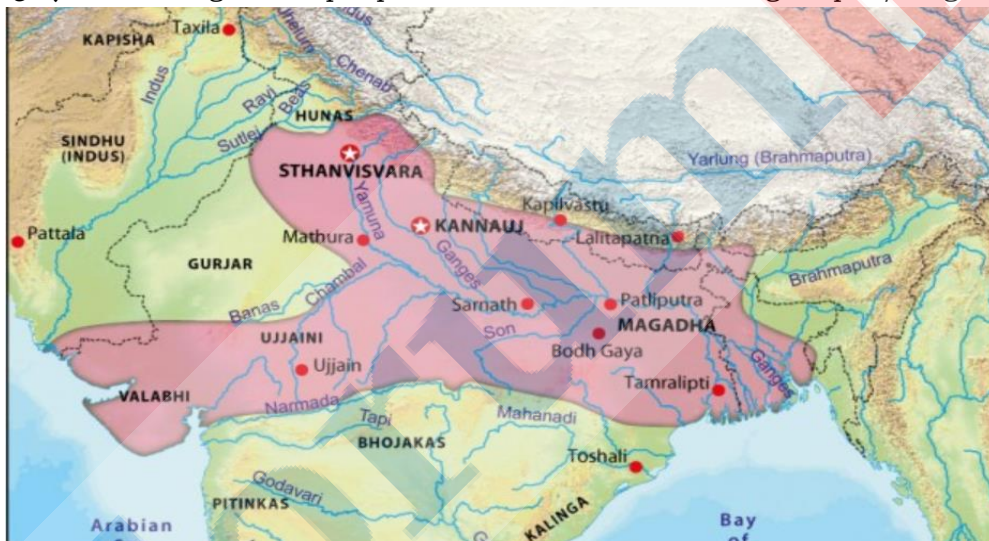 Taxila
KAPISHA
Indus
Jhelum
Indus
Chenab
Ravi
Beas
HUNAS
SINDHU
(INDUS)
Sutlej
STHANVISVARA
Yarlung (Brahmaputra)
Yamuna
Kapilvastu
Pattala
Mathura
KANNAUJ
Lalitapatna
GURJAR
Ganges
Brahmaputra
Chambal
Banas
Sarnath
Patliputra
UJJAINI
Son
MAGADHA
Bodh Gaya
Ujjain
Ganges
VALABHI
Tamralipti
Narmada
Tapi
Mahanadi
BHOJAKAS
Toshali
Godavari
PITINKAS
KALINGA
Arabian
Bay
of